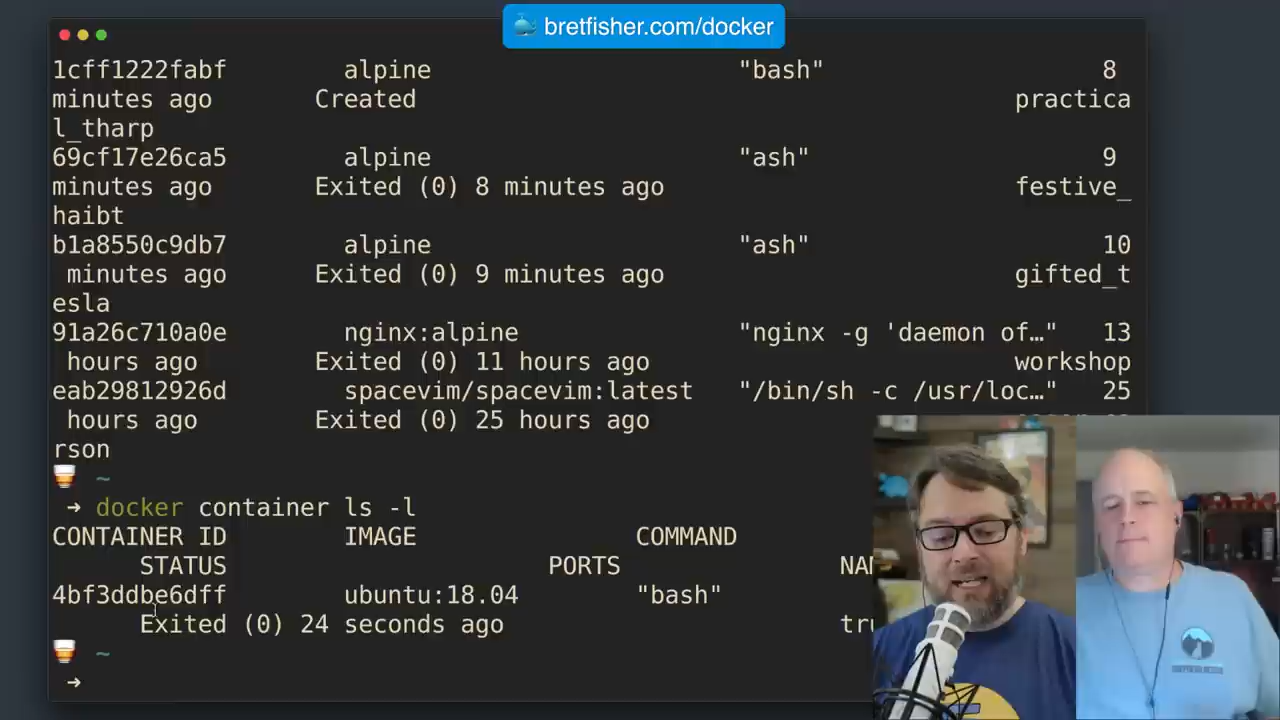 bretfisher.com/docker
1cff1222fabf alpine "bash" 8
minutes ago Created practica
l_tharp
69cf17e26ca5 alpine "ash" 9
minutes ago Exited (0) 8 minutes ago festive_
haibt
b1a8550c9db7 alpine "ash" 10
minutes ago Exited (0) 9 minutes ago gifted_t
esla
91a26c710a0e nginx:alpine "nginx -g 'daemon of…" 13
hours ago Exited (0) 11 hours ago workshop
eab29812926d spacevim/spacevim:latest "/bin/sh -c /usr/loc…" 25
hours ago Exited (0) 25 hours ago
rson
~
➜ docker container ls -l
CONTAINER ID IMAGE COMMAND
STATUS PORTS NA
4bf3ddbe6dff ubuntu:18.04 "bash"
Exited (0) 24 seconds ago tru
~
➜